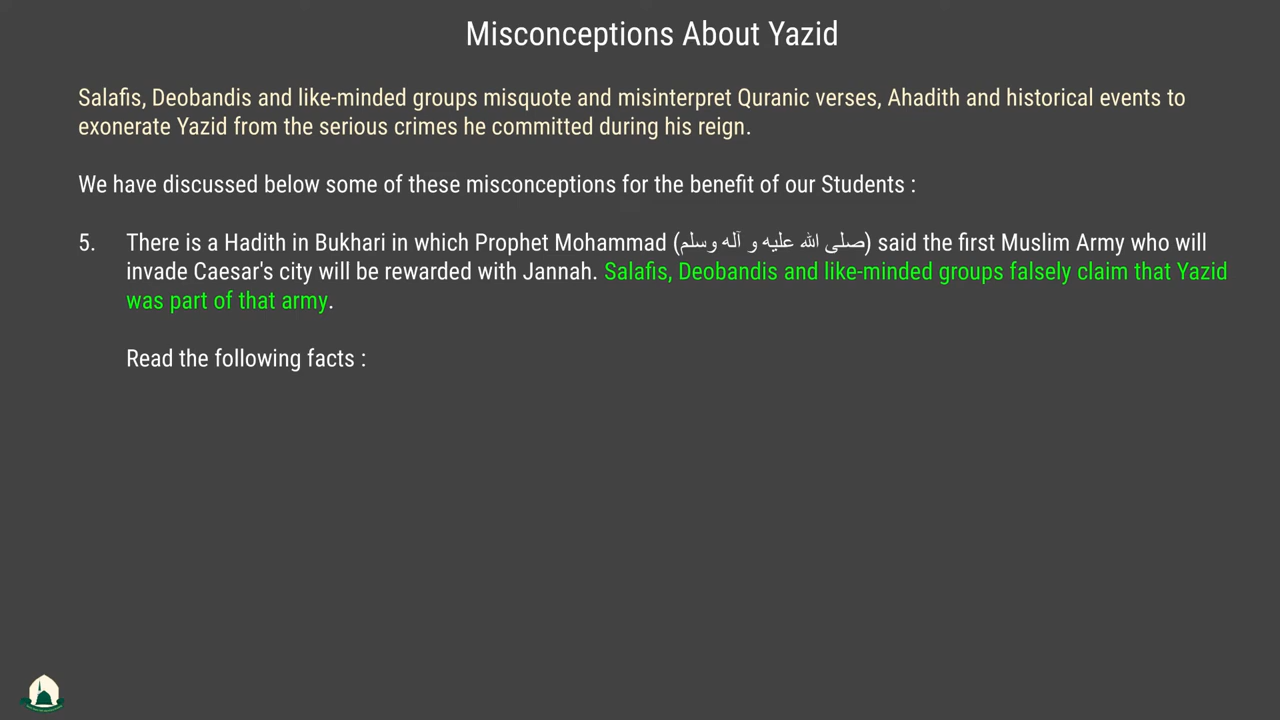 Misconceptions About Yazid
Salafis, Deobandis and like-minded groups misquote and misinterpret Quranic verses, Ahadith and historical events to
exonerate Yazid from the serious crimes he committed during his reign.
We have discussed below some of these misconceptions for the benefit of our Students :
5. There is a Hadith in Bukhari in which Prophet Mohammad (صلى الله عليه و آله وسلم) said the first Muslim Army who will
invade Caesar's city will be rewarded with Jannah. Salafis, Deobandis and like-minded groups falsely claim that Yazid
was part of that army.
Read the following facts :